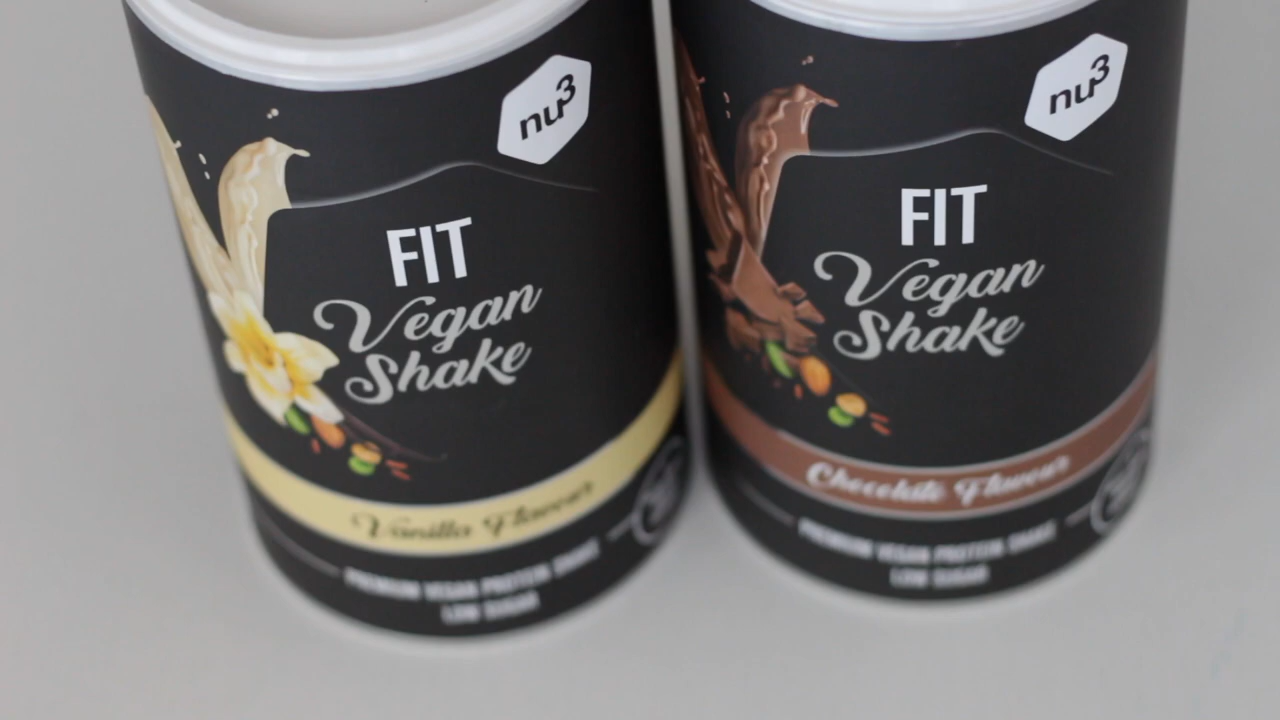 nu3
FIT
Vegan
Shake
Vanilla Flavour
PREMIUM VEGAN PROTEIN SHAKE
LOW SUGAR
nu3
FIT
Vegan
Shake
Chocolate Flavour
PREMIUM VEGAN PROTEIN SHAKE
LOW SUGAR